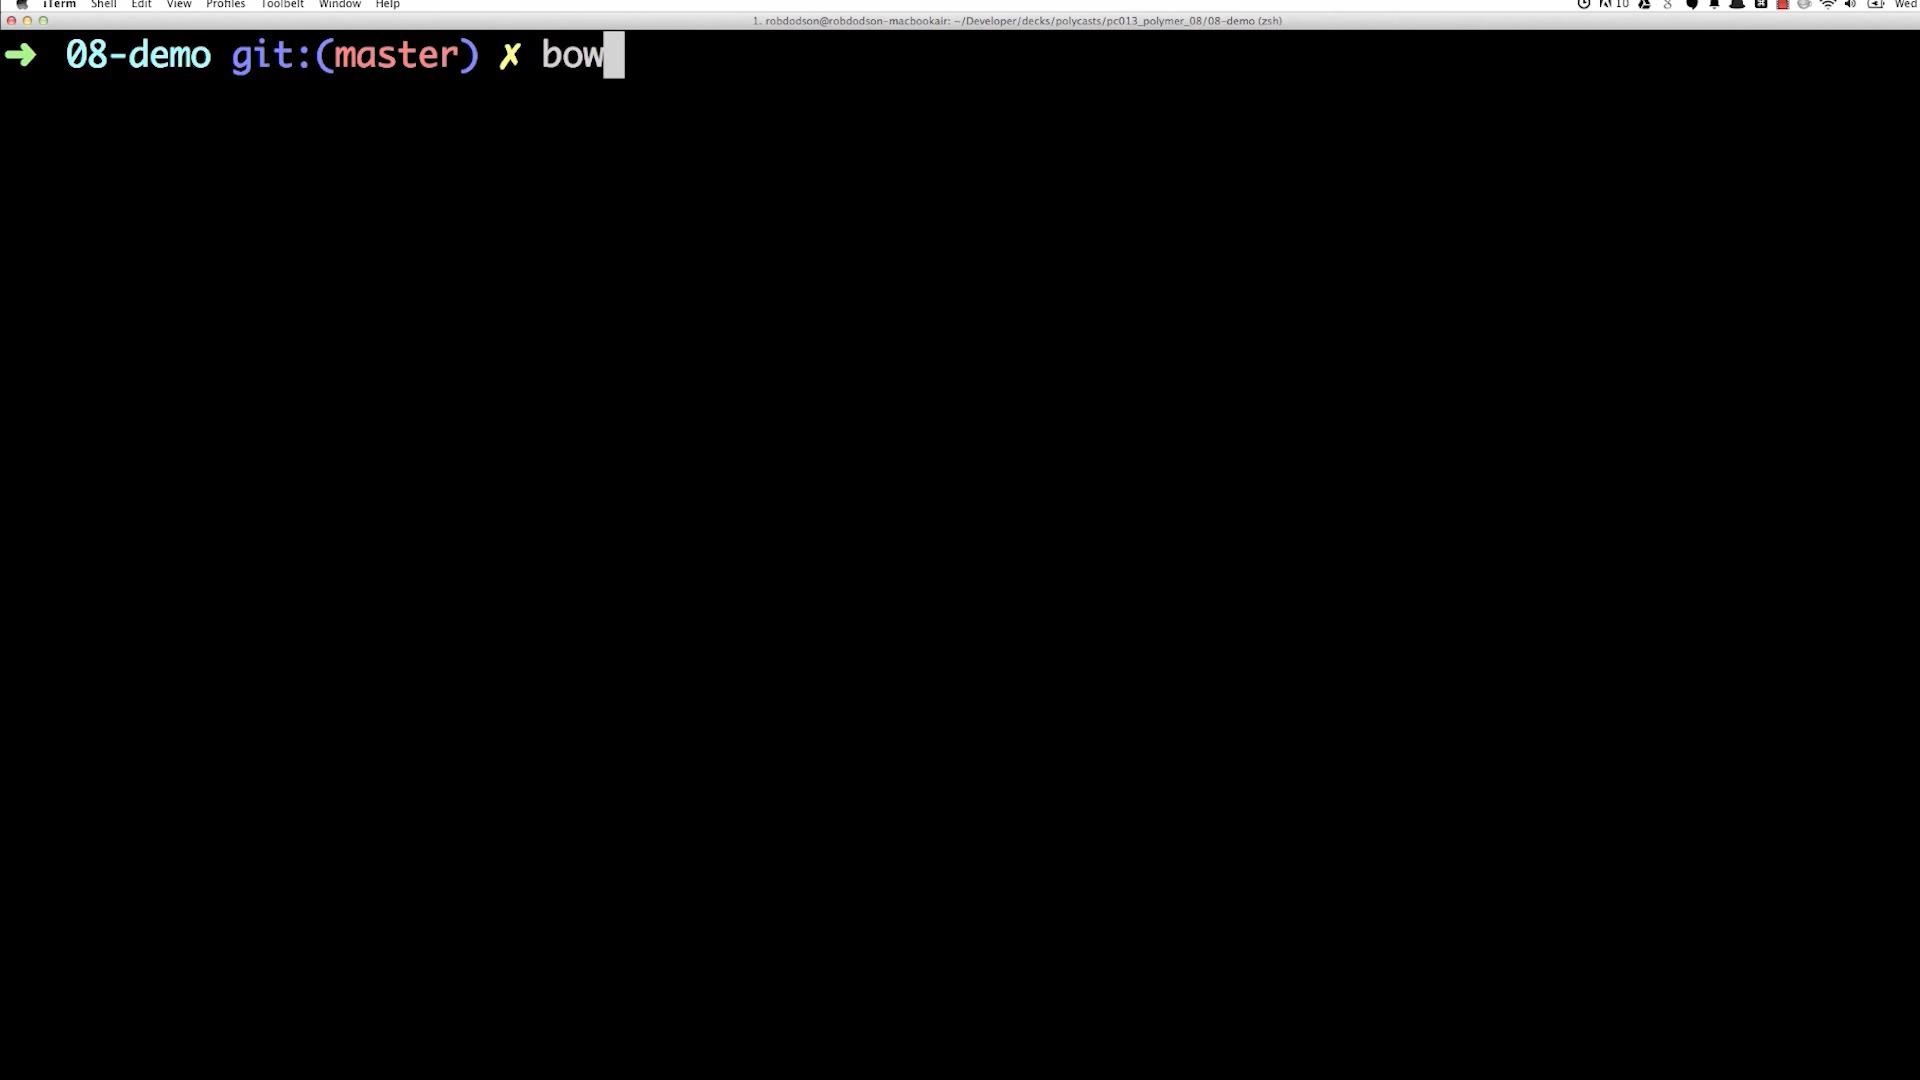 iTerm Shell Edit View Profiles Toolbelt Window Help 10 Wed
1. robdodson@robdodson-macbookair: ~/Developer/decks/polycasts/pc013_polymer_08/08-demo (zsh)
➜ 08-demo git:(master) ✗ bow